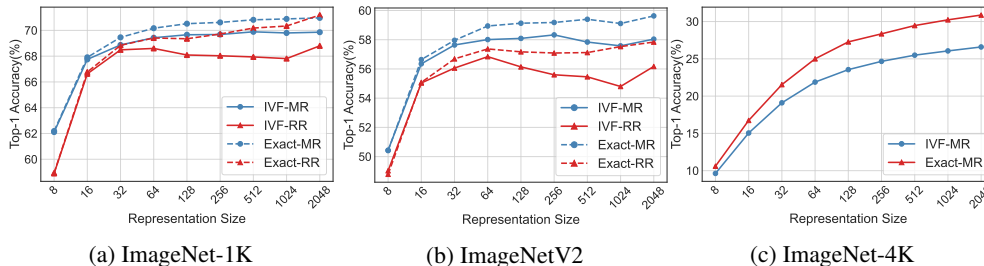 Top-1 Accuracy(%)
70
68
66
64
62
60
8
16
32
64
128
256
512
1024
2048
Representation Size
IVF-MR
IVF-RR
Exact-MR
Exact-RR
(a) ImageNet-1K
Top-1 Accuracy(%)
60
58
56
54
52
50
8
16
32
64
128
256
512
1024
2048
Representation Size
IVF-MR
IVF-RR
Exact-MR
Exact-RR
(b) ImageNetV2
Top-1 Accuracy(%)
30
25
20
15
10
8
16
32
64
128
256
512
1024
2048
Representation Size
IVF-MR
Exact-MR
(c) ImageNet-4K